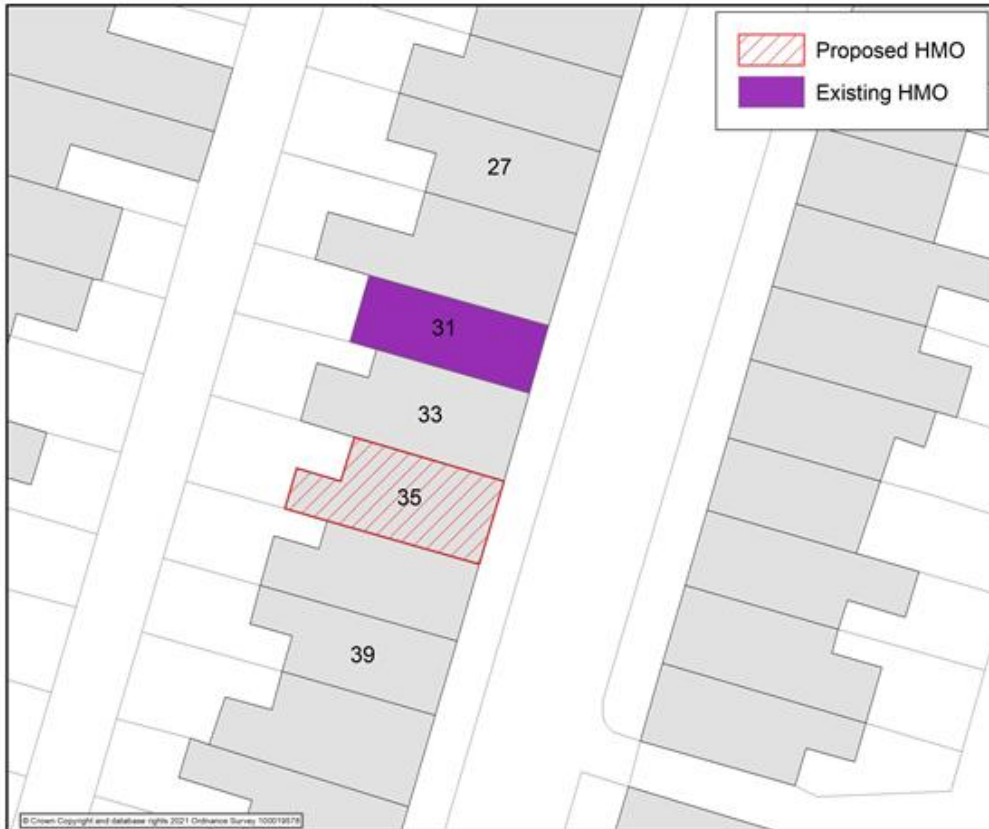 Proposed HMO
Existing HMO
27
31
33
35
39
© Crown Copyright and database rights 2021 Ordnance Survey 100019578